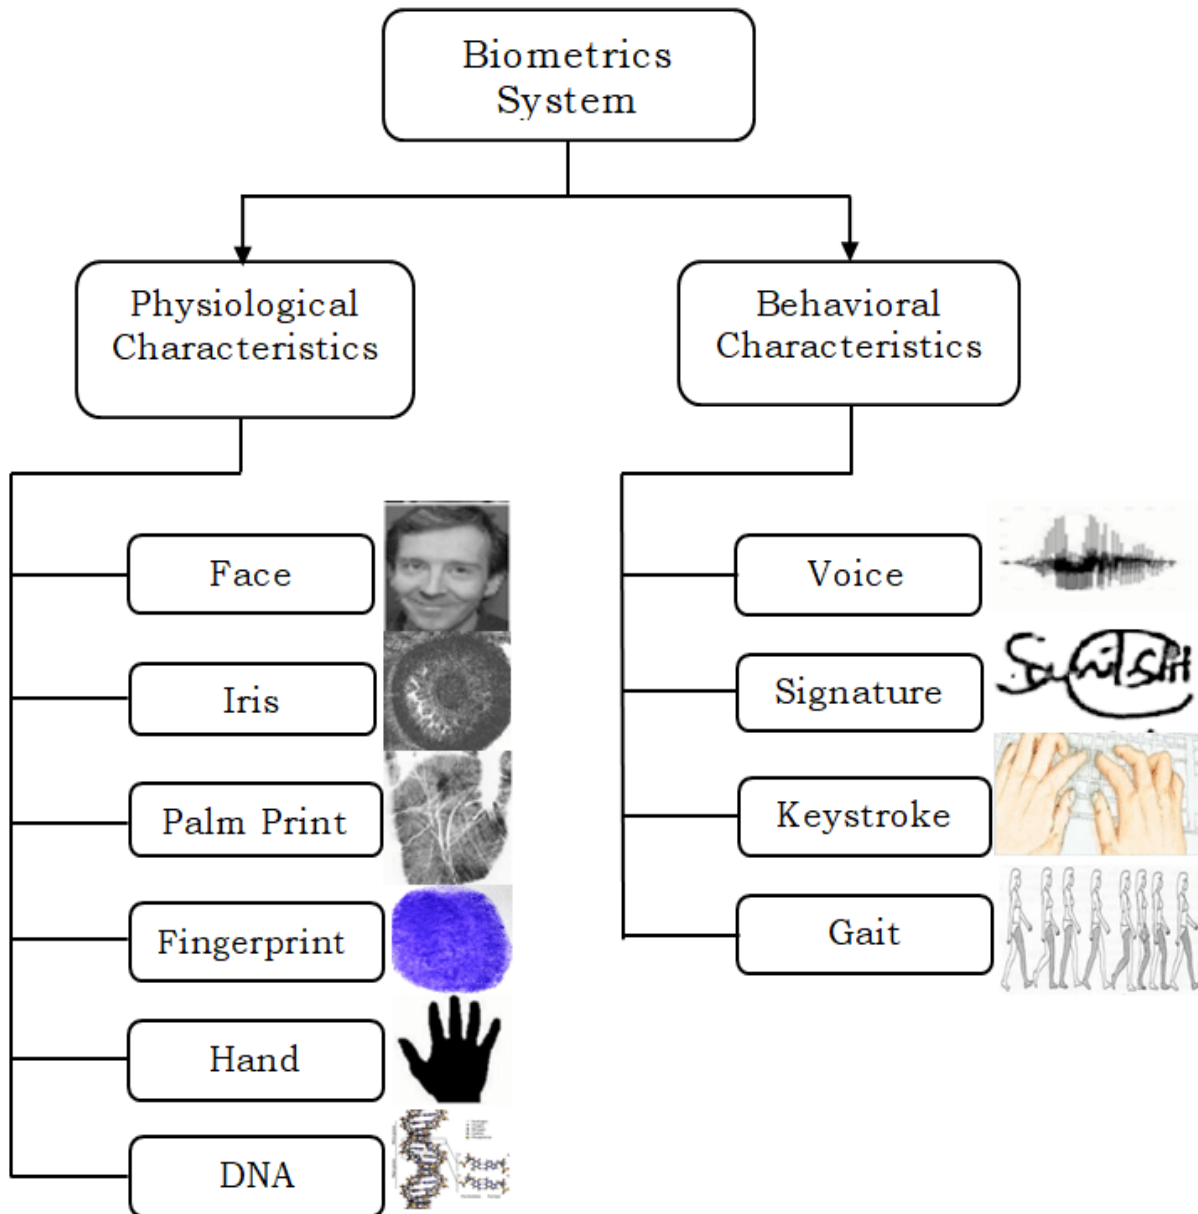 Biometrics
System
Physiological
Characteristics
Behavioral
Characteristics
Face
Iris
Palm Print
Fingerprint
Hand
DNA
Voice
Signature
Keystroke
Gait